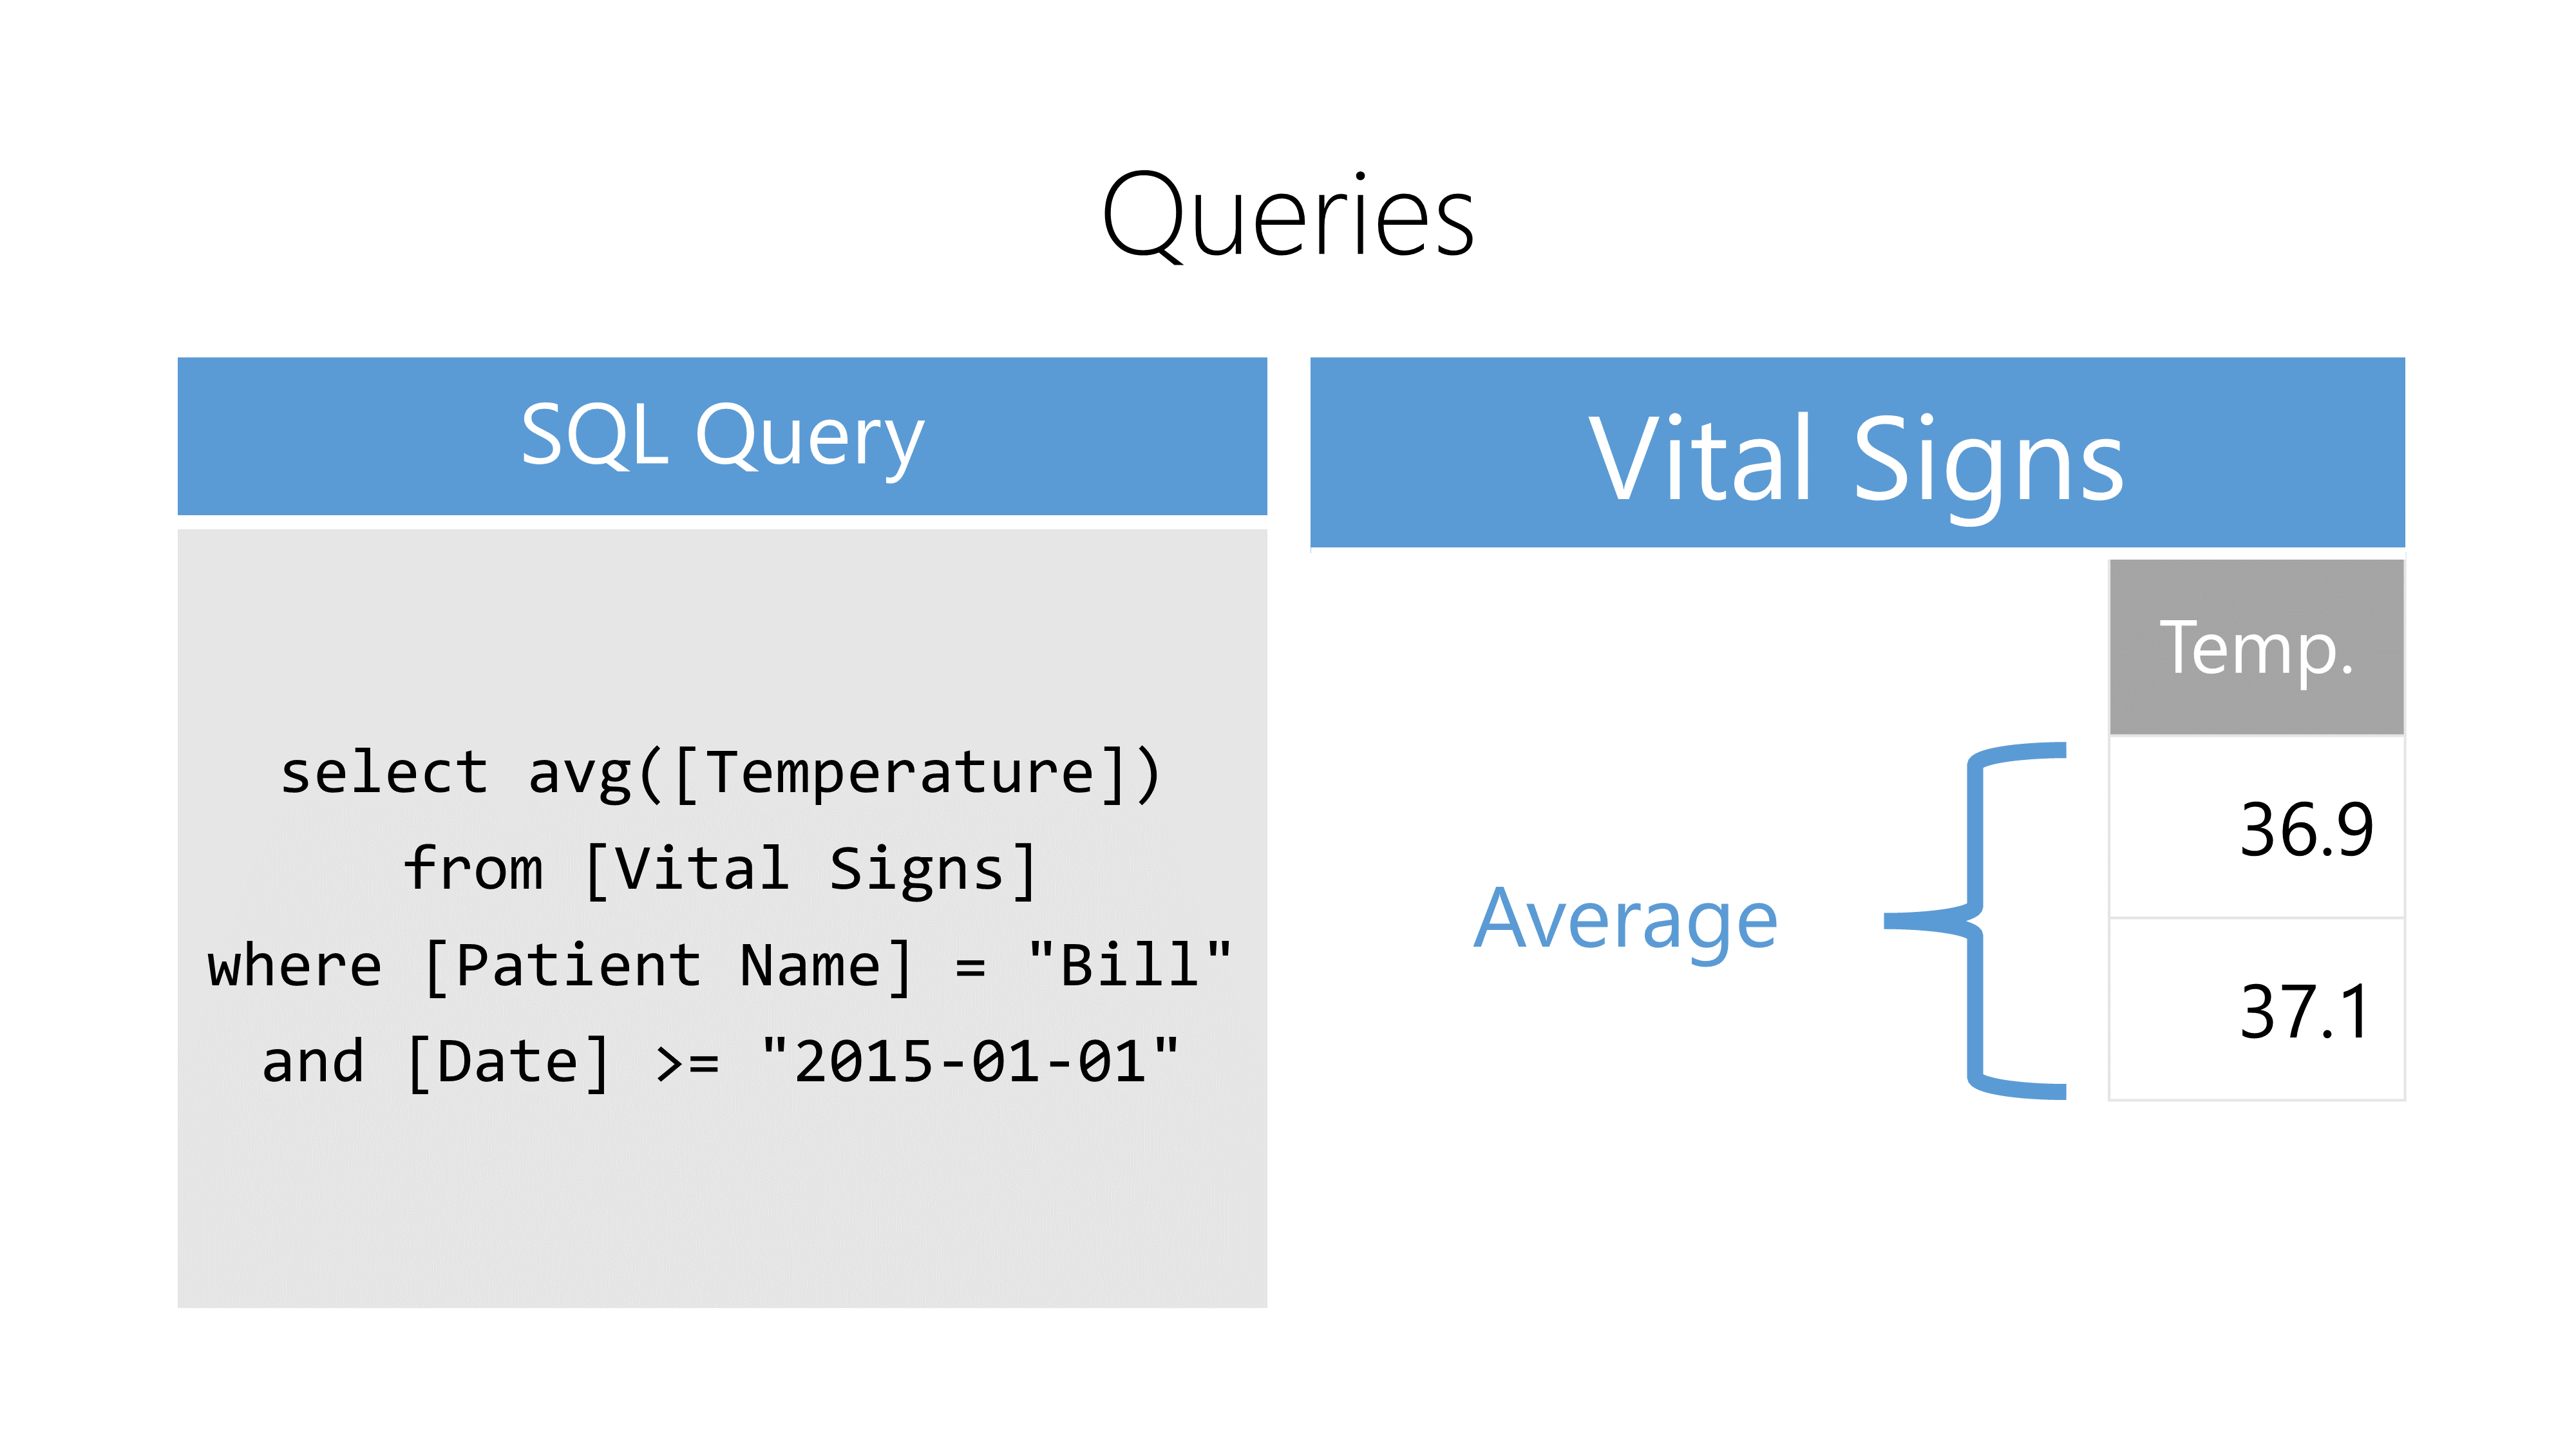 Queries
SQL Query
select avg([Temperature])
from [Vital Signs]
where [Patient Name] = "Bill"
and [Date] >= "2015-01-01"
Vital Signs
Temp.
Average
36.9
37.1